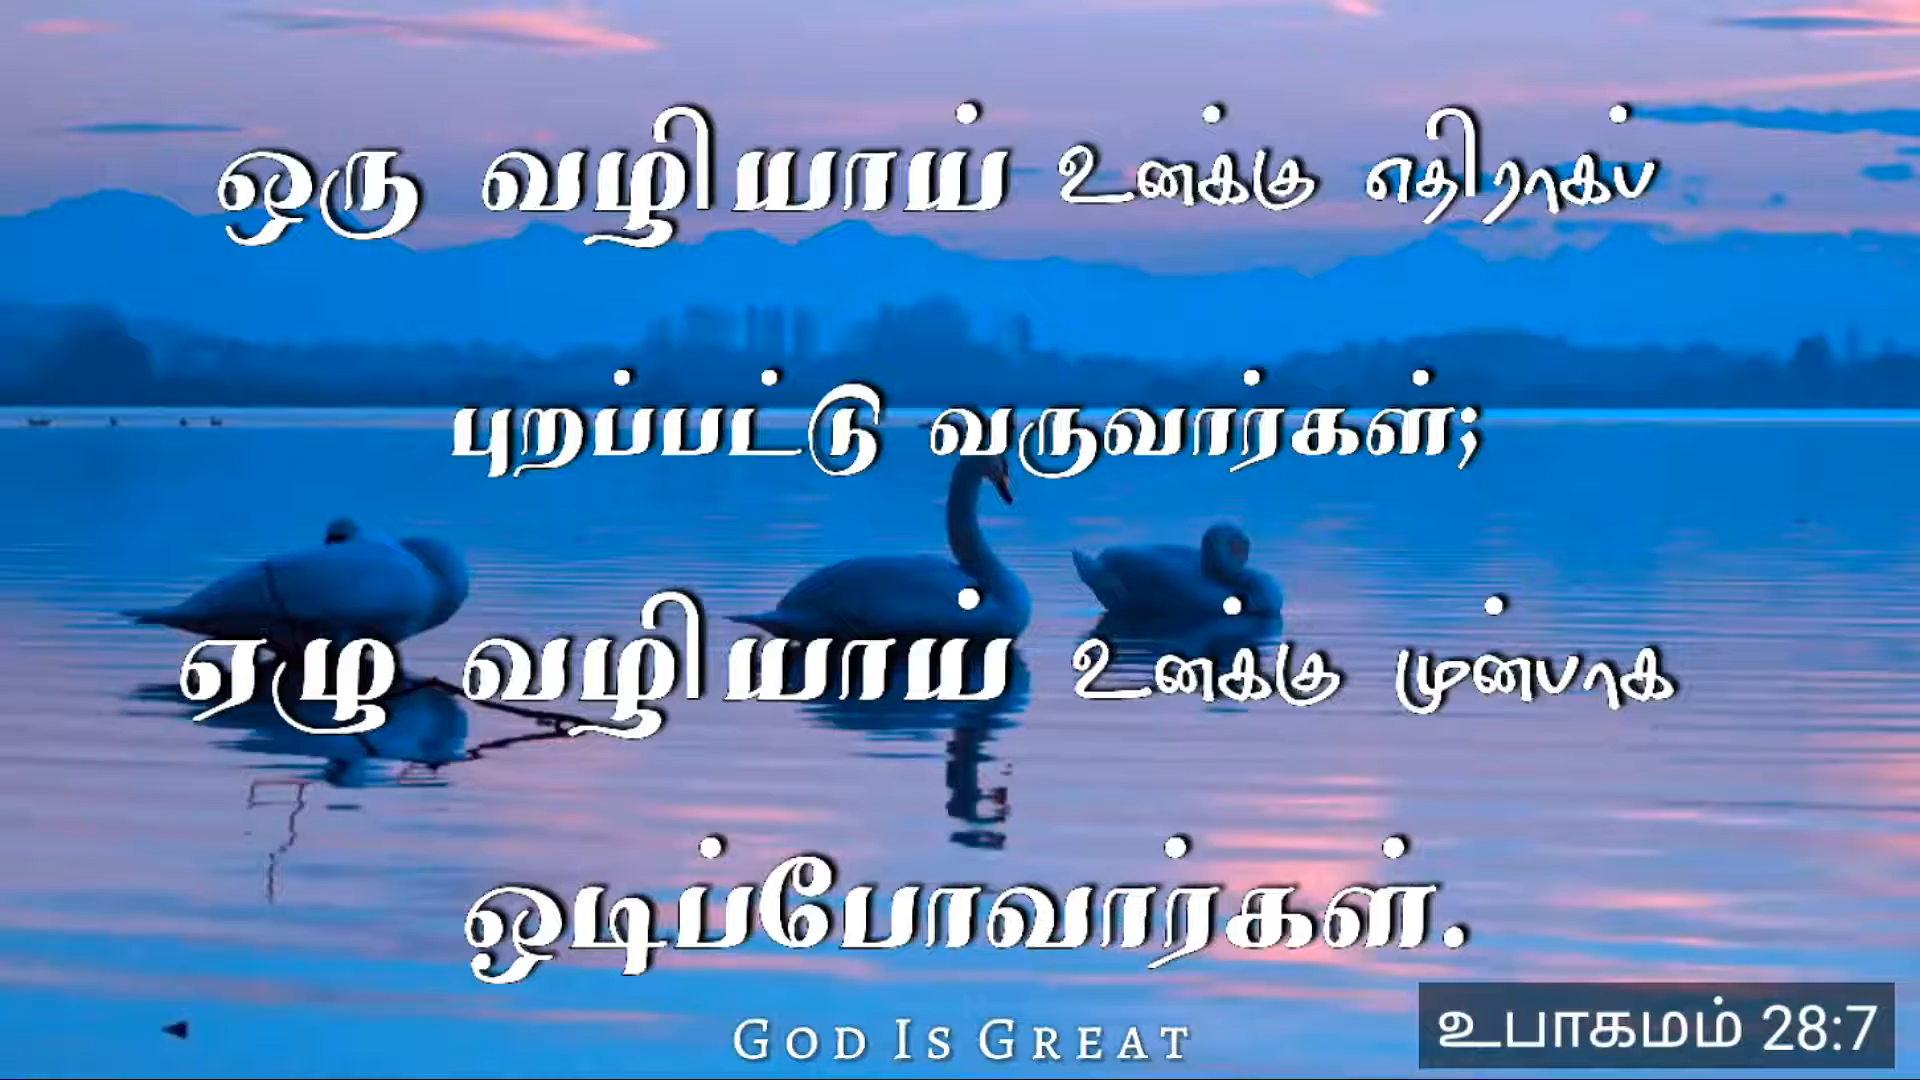 ஒரு வழியாய் உனக்கு எதிராகப்
புறப்பட்டு வருவார்கள்;
ஏழு வழியாய் உனக்கு முன்பாக
ஓடிப்போவார்கள்.
GOD IS GREAT
உபாகமம் 28:7